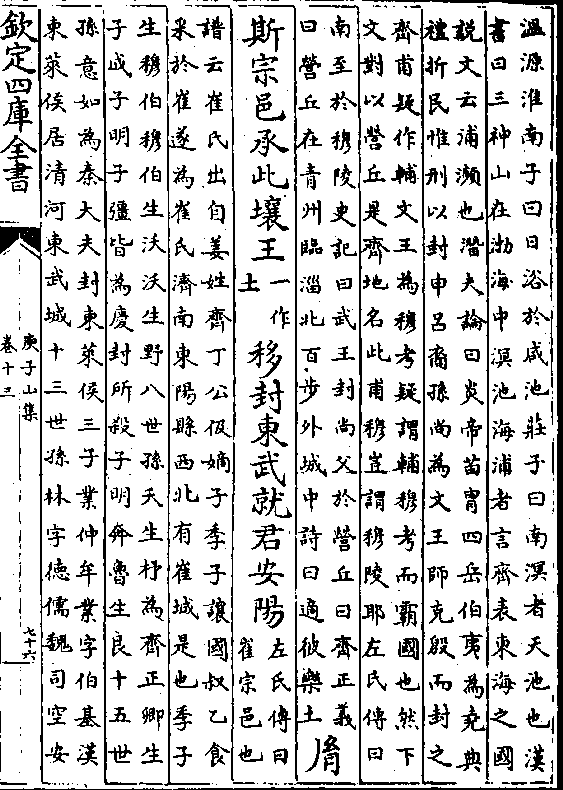 溫源淮南子曰日浴於咸池莊子曰南溟者天池也漢
書曰三神山在渤海中溟池海浦者言齊表東海之國
説文云浦瀕也濳夫論曰炎帝苗冑四岳伯夷為堯典
禮折民惟刑以封申呂裔孫尚為文王師克殷而封之
齊甫疑作輔文王為穆考疑謂輔穆考而霸國也然下
文對以營丘是齊地名此甫穆豈謂穆陵耶左氏傳曰
南至於穆陵史記曰武王封尚父於營丘曰齊正義
曰營丘在青州臨淄北百步外城中詩曰適彼樂土
胥
斯宗邑承此壤王
一作
土
移封東武就君安陽
左氏傳曰
崔宗邑也
譜云崔氏出自姜姓齊丁公伋嫡子季子讓國叔乙食
采於崔遂為崔氏濟南東陽縣西北有崔城是也季子
生穆伯穆伯生沃沃生野八世孫夭生杼為齊正卿生
子成子明子彊皆為慶封所殺子明奔魯生良十五世
孫意如為秦大夫封東萊侯三子業仲牟業字伯基漢
東萊侯居清河東武城十三世孫林字徳儒魏司空安
欽定四庫全書
庾子山集
卷十三
七十六